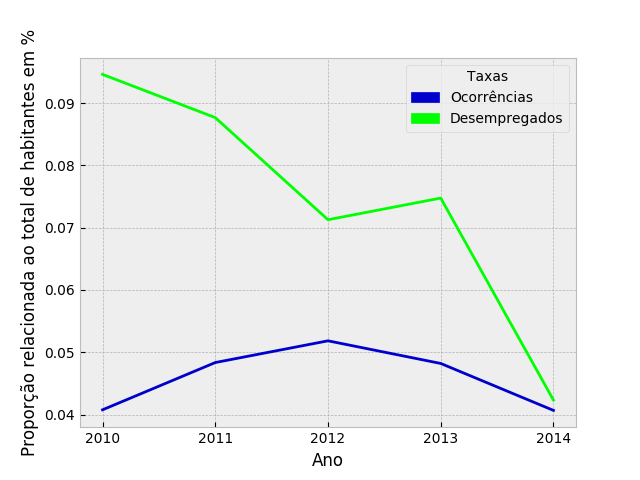 Proporção relacionada ao total de habitantes em %
0.09
0.08
0.07
0.06
0.05
0.04
Taxas
Ocorrências
Desempregados
2010 2011 2012 2013 2014
Ano